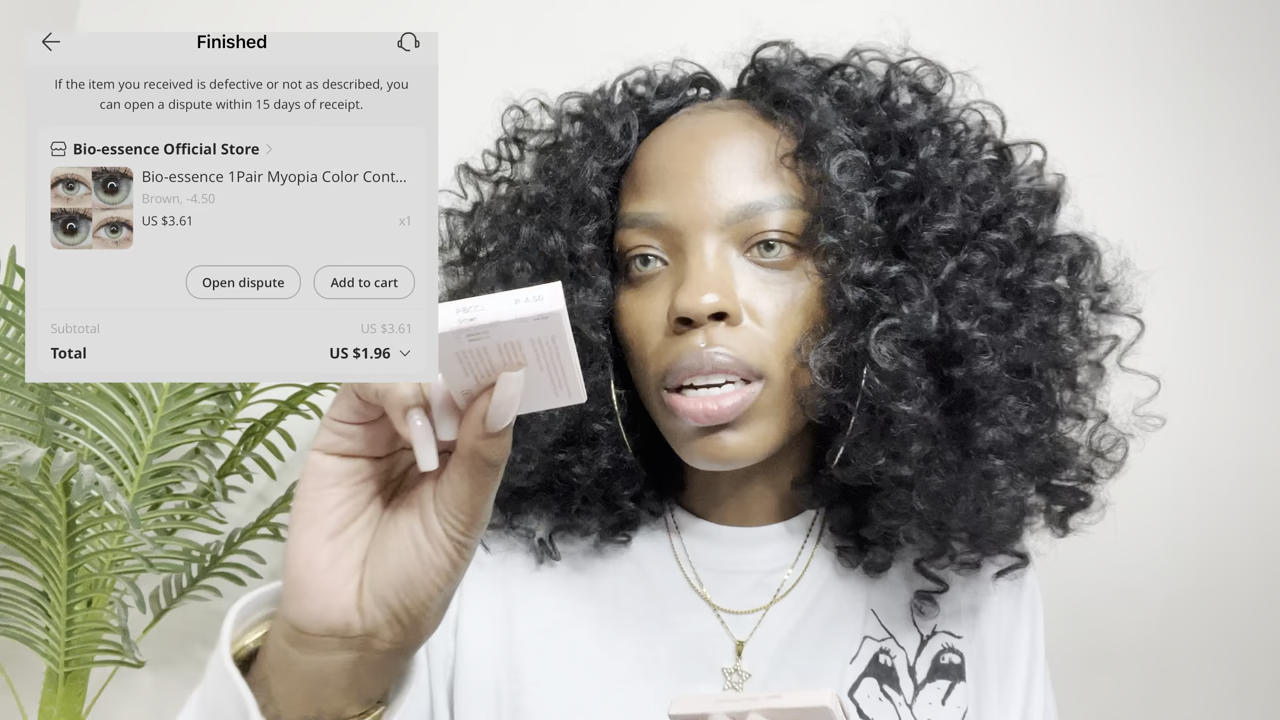 Finished
If the item you received is defective or not as described, you
can open a dispute within 15 days of receipt.
Bio-essence Official Store
Bio-essence 1Pair Myopia Color Cont...
Brown, -4.50
US $3.61
x1
Open dispute
Add to cart
Subtotal
US $3.61
Total
US $1.96